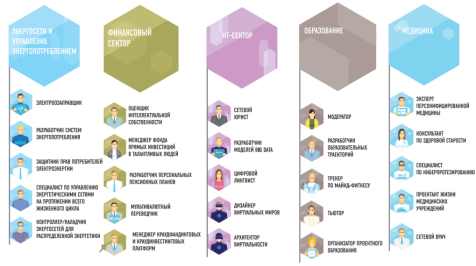 ЭНЕРГОСЕТИ И
УПРАВЛЕНИЕ
ЭНЕРГОПОТРЕБЛЕНИЕМ
ЭЛЕКТРОЗАПРАВЩИК
РАЗРАБОТЧИК СИСТЕМ
ЭНЕРГОПОТРЕБЛЕНИЯ
ЗАЩИТНИК ПРАВ ПОТРЕБИТЕЛЕЙ
ЭЛЕКТРОЭНЕРГИИ
СПЕЦИАЛИСТ ПО УПРАВЛЕНИЮ
ЭНЕРГЕТИЧЕСКИМИ СЕТЯМИ
НА ПРОТЯЖЕНИИ ВСЕГО
ЖИЗНЕННОГО ЦИКЛА
КОНТРОЛЛЕР/НАЛАДЧИК
ЭНЕРГОСЕТЕЙ ДЛЯ
РАСПРЕДЕЛЕННОЙ ЭНЕРГЕТИКИ
ФИНАНСОВЫЙ
СЕКТОР
ОЦЕНЩИК
ИНТЕЛЛЕКТУАЛЬНОЙ
СОБСТВЕННОСТИ
МЕНЕДЖЕР ФОНДА
ПРЯМЫХ ИНВЕСТИЦИЙ
В ТАЛАНТЛИВЫХ ЛЮДЕЙ
РАЗРАБОТЧИК ПЕРСОНАЛЬНЫХ
ПЕНСИОННЫХ ПЛАНОВ
МУЛЬТИВАЛЮТНЫЙ
ПЕРЕВОДЧИК
МЕНЕДЖЕР КРАУДФАНДИНГОВЫХ
И КРАУДИНВЕСТИНГОВЫХ
ПЛАТФОРМ
ИТ-СЕКТОР
СЕТЕВОЙ
ЮРИСТ
РАЗРАБОТЧИК
МОДЕЛЕЙ BIG DATA
ЦИФРОВОЙ
ЛИНГВИСТ
ДИЗАЙНЕР
ВИРТУАЛЬНЫХ МИРОВ
АРХИТЕКТОР
ВИРТУАЛЬНОСТИ
ОБРАЗОВАНИЕ
МОДЕРАТОР
РАЗРАБОТЧИК
ОБРАЗОВАТЕЛЬНЫХ
ТРАЕКТОРИЙ
ТРЕНЕР
ПО МАЙНД-ФИТНЕСУ
ТЬЮТОР
ОРГАНИЗАТОР ПРОЕКТНОГО
ОБРАЗОВАНИЯ
МЕДИЦИНА
ЭКСПЕРТ
ПЕРСОНИФИЦИРОВАННОЙ
МЕДИЦИНЫ
КОНСУЛЬТАНТ
ПО ЗДОРОВОЙ СТАРОСТИ
СПЕЦИАЛИСТ
ПО КИБЕРПРОТЕЗИРОВАНИЮ
ПРОЕКТАНТ ЖИЗНИ
МЕДИЦИНСКИХ
УЧРЕЖДЕНИЙ
СЕТЕВОЙ ВРАЧ